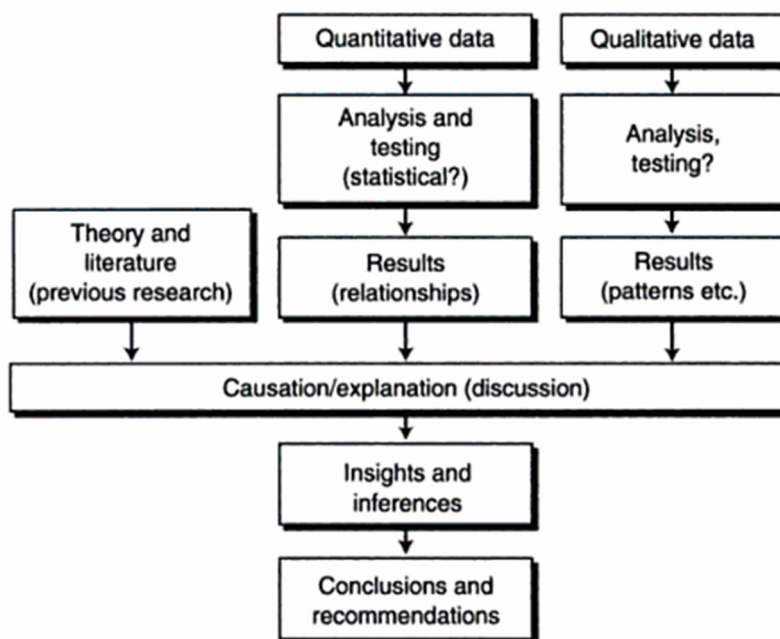 Quantitative data
Qualitative data
Analysis and
testing
(statistical?)
Analysis,
testing?
Theory and
literature
(previous research)
Results
(relationships)
Results
(patterns etc.)
Causation/explanation (discussion)
Insights and
inferences
Conclusions and
recommendations